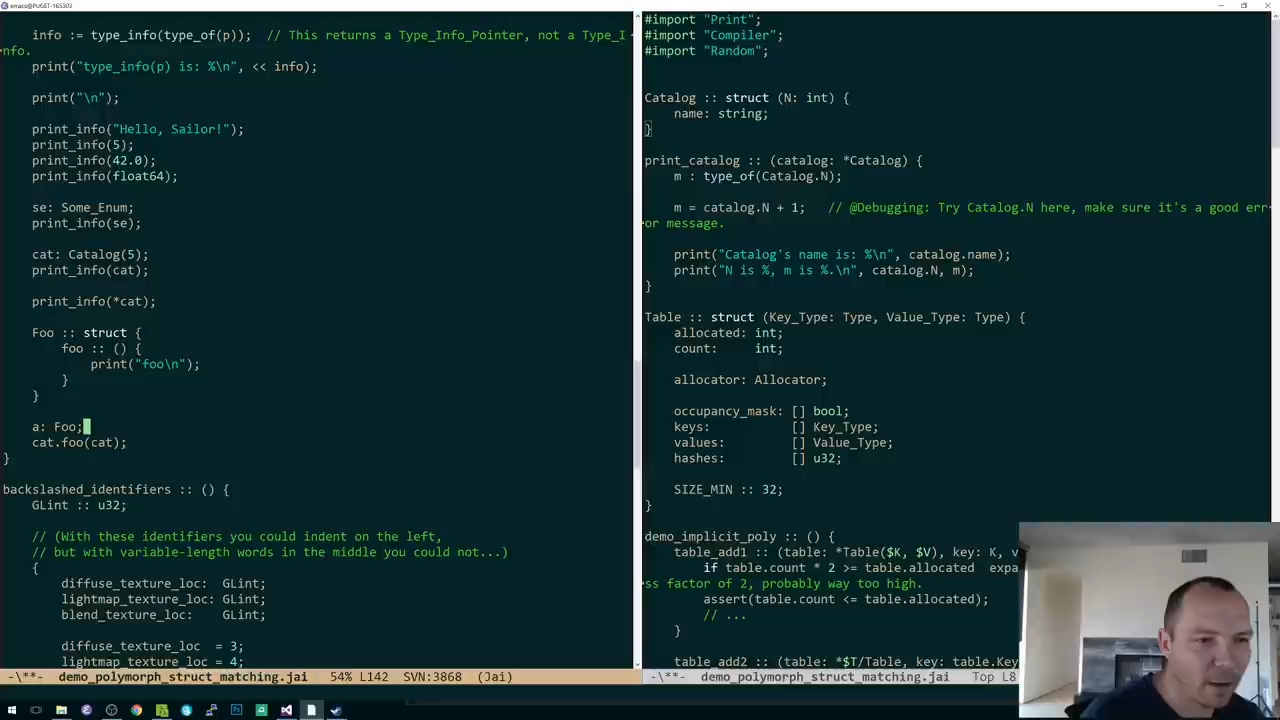 emacs@PUGET-165303
info := type_info(type_of(p));  // This returns a Type_Info_Pointer, not a Type_I
nfo.
print("type_info(p) is: %\n", << info);
print("\n");
print_info("Hello, Sailor!");
print_info(5);
print_info(42.0);
print_info(float64);
se: Some_Enum;
print_info(se);
cat: Catalog(5);
print_info(cat);
print_info(*cat);
Foo :: struct {
foo :: () {
print("foo\n");
}
}
a: Foo;
cat.foo(cat);
}
backslashed_identifiers :: () {
GLint :: u32;
// (With these identifiers you could indent on the left,
// but with variable-length words in the middle you could not...)
{
diffuse_texture_loc:  GLint;
lightmap_texture_loc: GLint;
blend_texture_loc:    GLint;
diffuse_texture_loc  = 3;
lightmap_texture_loc = 4;
-\**-  demo_polymorph_struct_matching.jai   54% L142  SVN:3868  (Jai)
#import "Print";
#import "Compiler";
#import "Random";
Catalog :: struct (N: int) {
name: string;
}
print_catalog :: (catalog: *Catalog) {
m : type_of(Catalog.N);
m = catalog.N + 1;   // @Debugging: Try Catalog.N here, make sure it's a good err
or message.
print("Catalog's name is: %\n", catalog.name);
print("N is %, m is %.\n", catalog.N, m);
}
Table :: struct (Key_Type: Type, Value_Type: Type) {
allocated: int;
count:     int;
allocator: Allocator;
occupancy_mask: [] bool;
keys:           [] Key_Type;
values:         [] Value_Type;
hashes:         [] u32;
SIZE_MIN :: 32;
}
demo_implicit_poly :: () {
table_add1 :: (table: *Table($K, $V), key: K, v
if table.count * 2 >= table.allocated  expa
ss factor of 2, probably way too high.
assert(table.count <= table.allocated);
// ...
}
table_add2 :: (table: *$T/Table, key: table.Key
-\**-  demo_polymorph_struct_matching.jai   Top L8